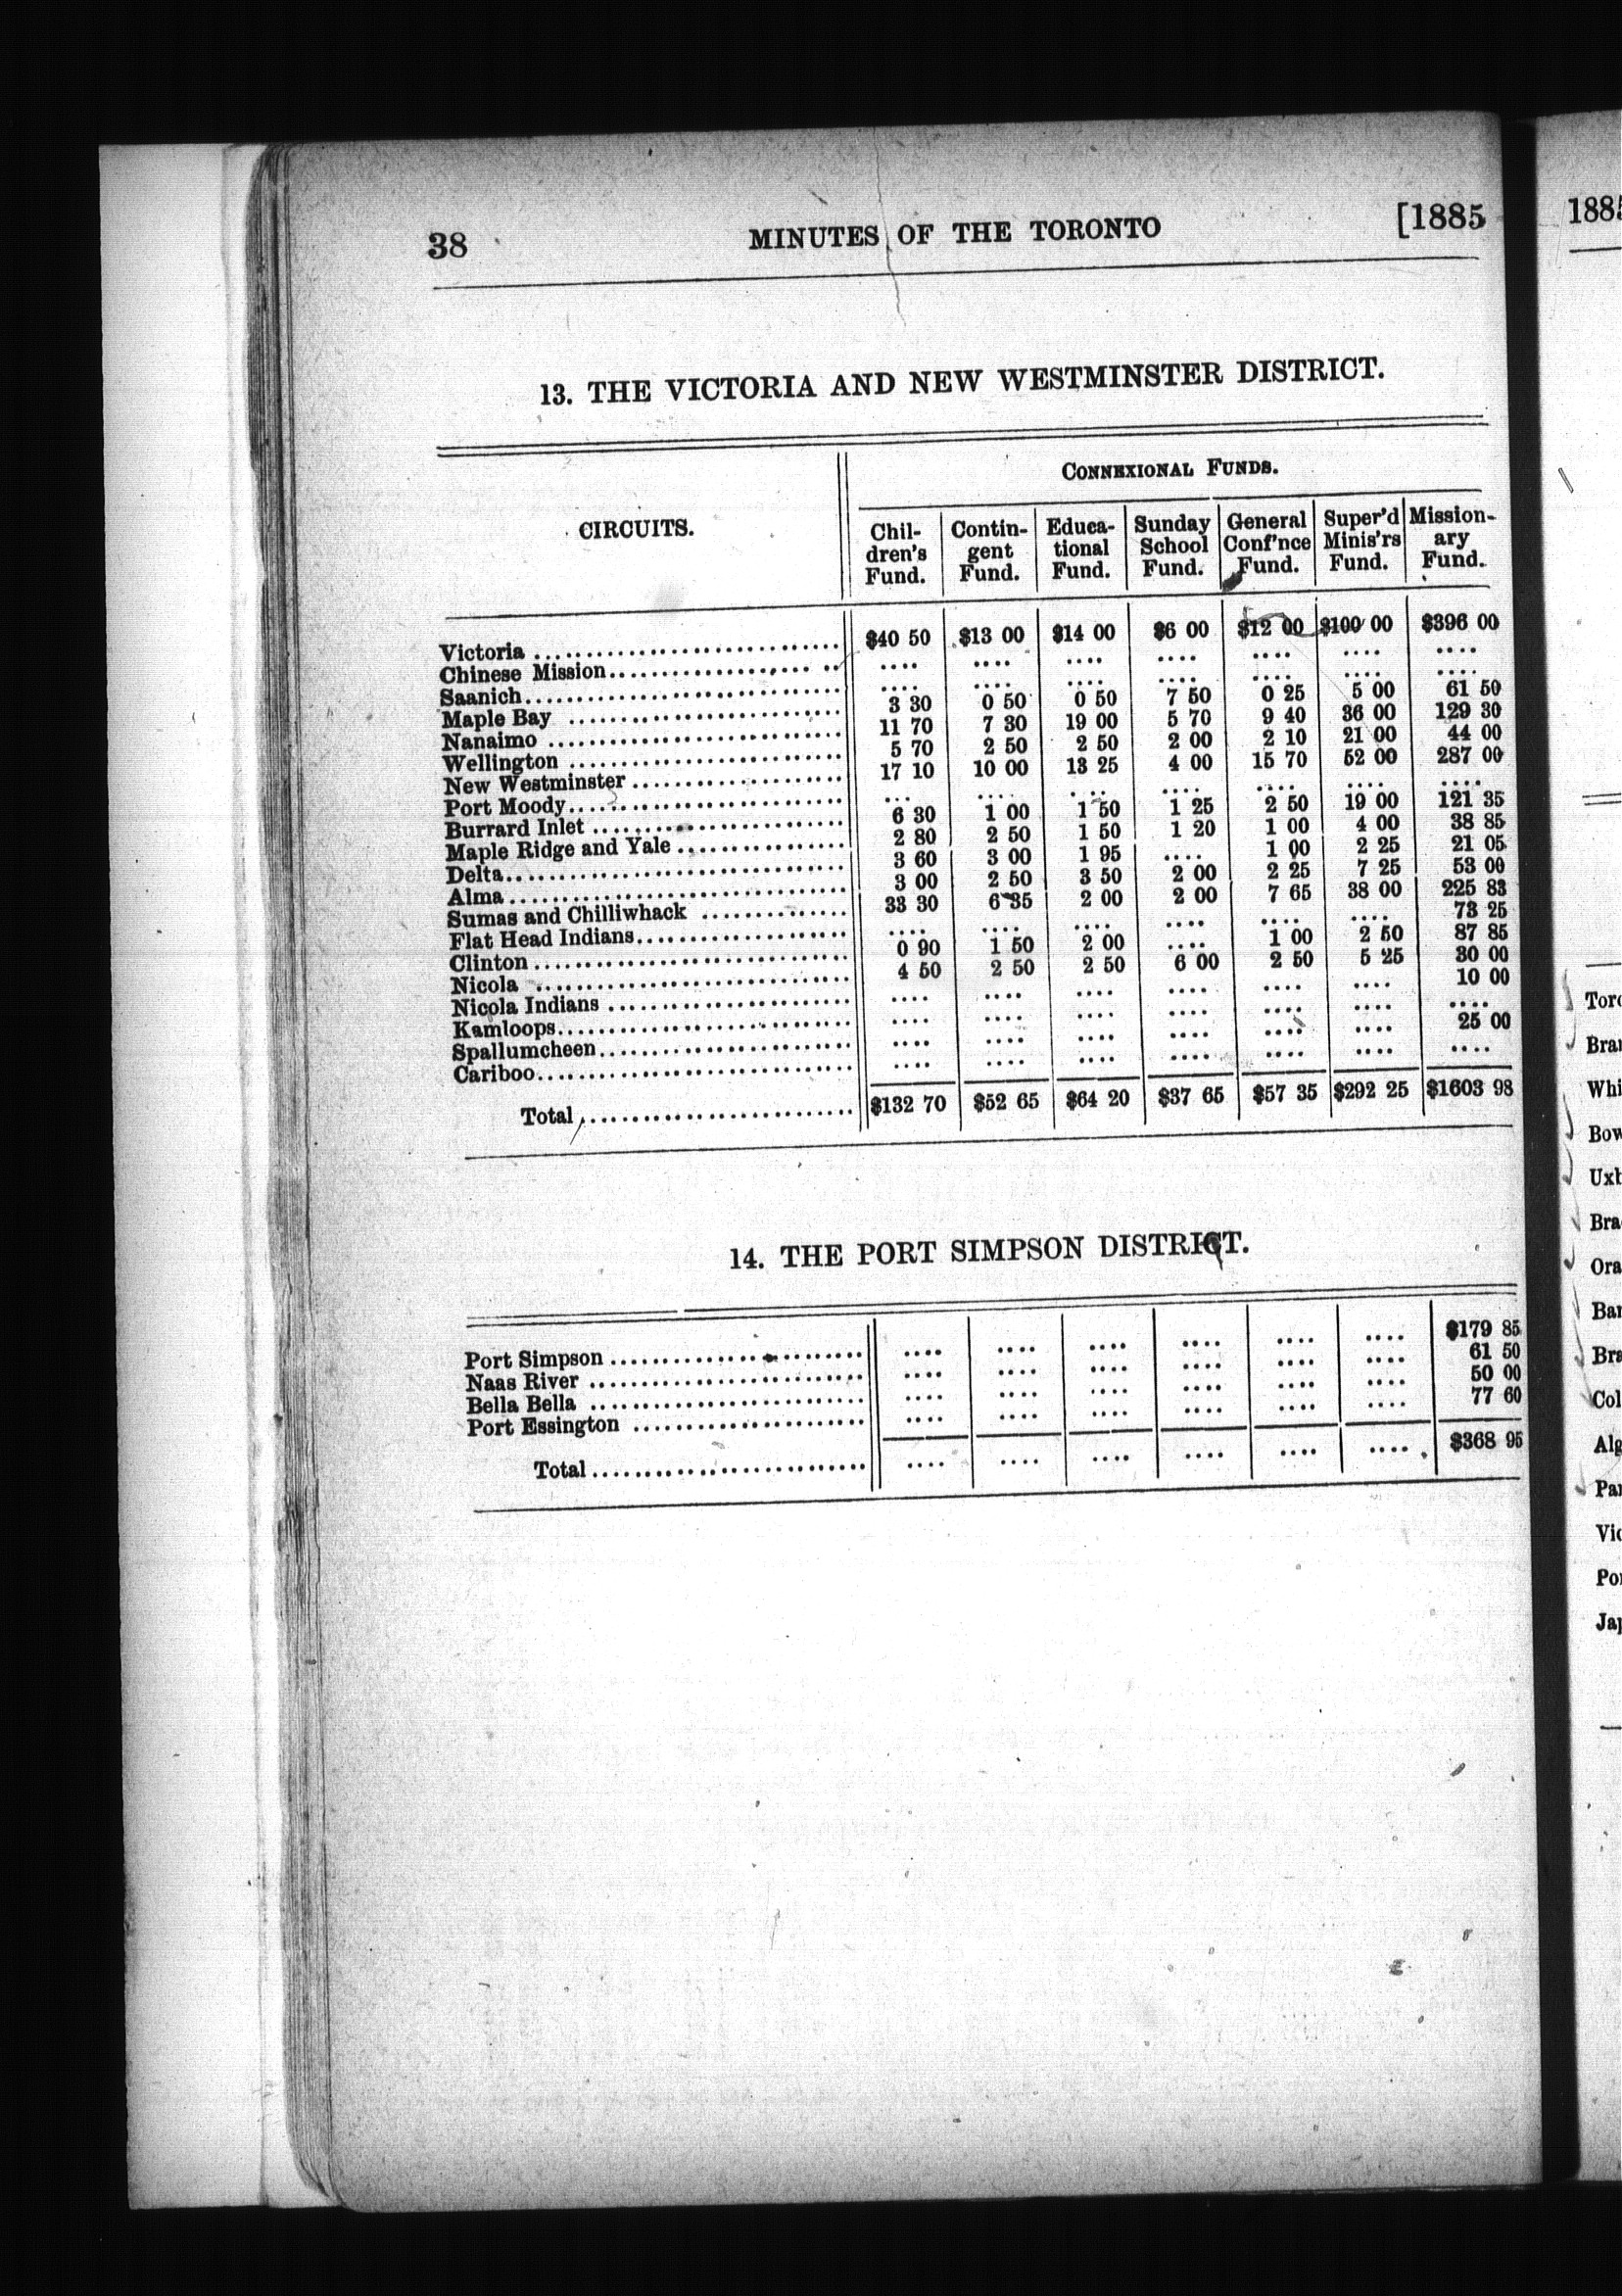 38 MINUTES OF THE TORONTO [1885
13. THE VICTORIA AND NEW WESTMINSTER DISTRICT.
CONNEXIONAL FUNDS.
CIRCUITS. Chil-dren's Fund. Contin-gent Fund. Educa-tional Fund. Sunday School Fund. General Conf'nce Fund. Super'd Minis'rs Fund. Mission-ary Fund.
Victoria .... $40 50 $13 00 $14 00 $6 00 $12 00 $100 00 $396 00
Chinese Mission .... .... .... .... .... .... .... ....
Saanich .... .... .... .... .... .... .... ....
Maple Bay .... 3 30 0 50 0 50 7 50 0 25 5 00 61 50
Nanaimo .... 11 70 7 30 19 00 5 70 9 40 36 00 129 30
Wellington .... 5 70 2 50 2 50 2 00 2 10 21 00 44 00
New Westminster .... 17 10 10 00 13 25 4 00 15 70 52 00 287 00
Port Moody .... ... .... .... .... .... .... ....
Burrard Inlet .... 6 30 1 00 1 50 1 25 2 50 19 00 121 35
Maple Ridge and Yale .... 2 80 2 50 1 50 1 20 1 00 4 00 38 85
Delta .... 3 60 3 00 1 95 .... 1 00 2 25 21 05
Alma .... 3 00 2 50 3 50 2 00 2 25 7 25 53 00
Sumas and Chilliwhack .... 33 30 6 35 2 00 2 00 7 65 38 00 225 83
Flat Head Indians .... .... .... .... .... .... .... 73 25
Clinton .... 0 90 1 50 2 00 .... 1 00 2 50 87 85
Nicola .... 4 50 2 50 2 50 6 00 2 50 5 25 30 00
Nicola Indians .... .... .... .... .... .... .... 10 00
Kamloops .... .... .... .... .... .... .... ....
Spallumcheen .... .... .... .... .... .... .... 25 00
Cariboo .... .... .... .... .... .... .... ....
Total .... $132 70 $52 65 $64 20 $37 65 $57 35 $292 25 $1603 98
14. THE PORT SIMPSON DISTRICT.
Port Simpson .... .... .... .... .... .... .... $179 85
Naas River .... .... .... .... .... .... .... 61 50
Bella Bella .... .... .... .... .... .... .... 50 00
Port Essington .... .... .... .... .... .... .... 77 60
Total .... .... .... .... .... .... .... $368 95